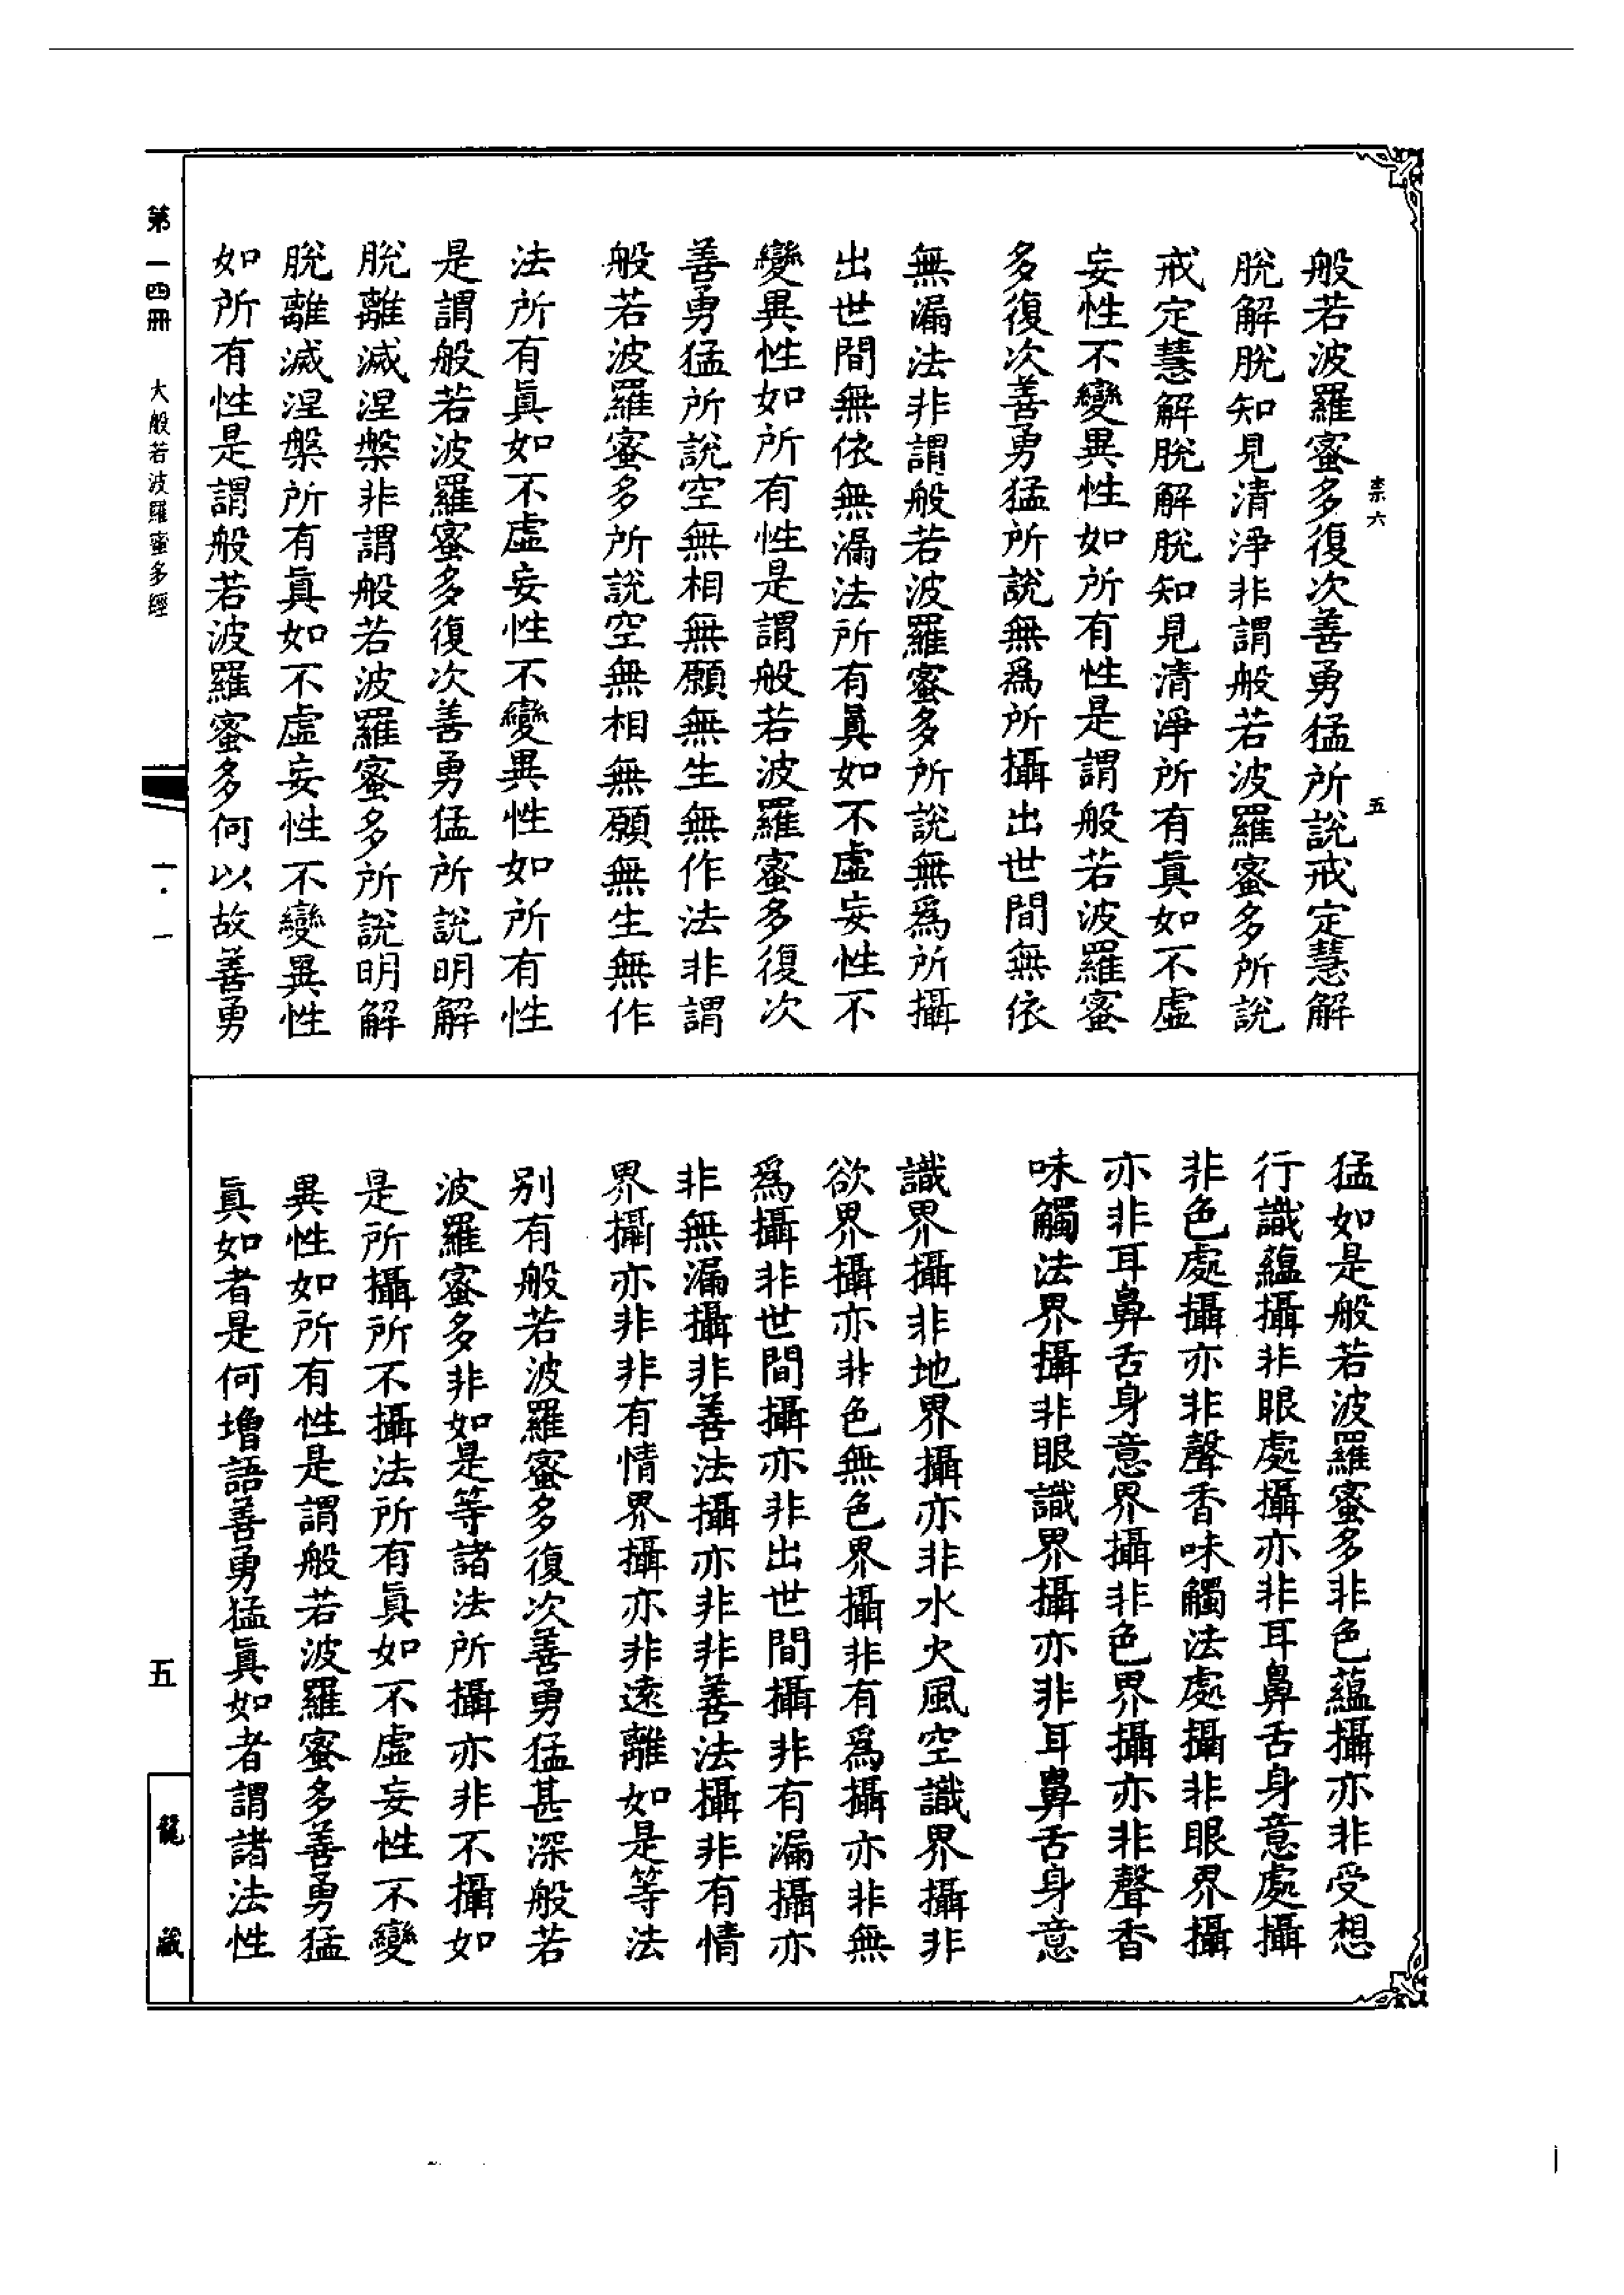 柰六
五
般若波羅蜜多復次善勇猛所說戒定慧解
脫解脫知見清淨非謂般若波羅蜜多所說
戒定慧解脫解脫知見清淨所有眞如不虛
妄性不變異性如所有性是謂般若波羅蜜
多復次善勇猛所說無爲所攝出世間無依
無漏法非謂般若波羅蜜多所說無爲所攝
出世間無依無漏法所有眞如不虛妄性不
變異性如所有性是謂般若波羅蜜多復次
善勇猛所說空無相無願無生無作法非謂
般若波羅蜜多所說空無相無願無生無作
法所有眞如不虛妄性不變異性如所有性
是謂般若波羅蜜多復次善勇猛所說明解
脫離滅涅槃非謂般若波羅蜜多所說明解
脫離滅涅槃所有眞如不虛妄性不變異性
如所有性是謂般若波羅蜜多何以故善勇
猛如是般若波羅蜜多非色蘊攝亦非受想
行識蘊攝非眼處攝亦非耳鼻舌身意處攝
非色處攝亦非聲香味觸法處攝非眼界攝
亦非耳鼻舌身意界攝非色界攝亦非聲香
味觸法界攝非眼識界攝亦非耳鼻舌身意
識界攝非地界攝亦非水火風空識界攝非
欲界攝亦非色無色界攝非有爲攝亦非無
爲攝非世間攝亦非出世間攝非有漏攝亦
非無漏攝非善法攝亦非非善法攝非有情
界攝亦非非有情界攝亦非遠離如是等法
別有般若波羅蜜多復次善勇猛甚深般若
波羅蜜多非如是等諸法所攝亦非不攝如
是所攝所不攝法所有眞如不虛妄性不變
異性如所有性是謂般若波羅蜜多善勇猛
眞如者是何增語善勇猛眞如者謂諸法性
第一四冊 大般若波羅蜜多經 一·一 五 龍藏